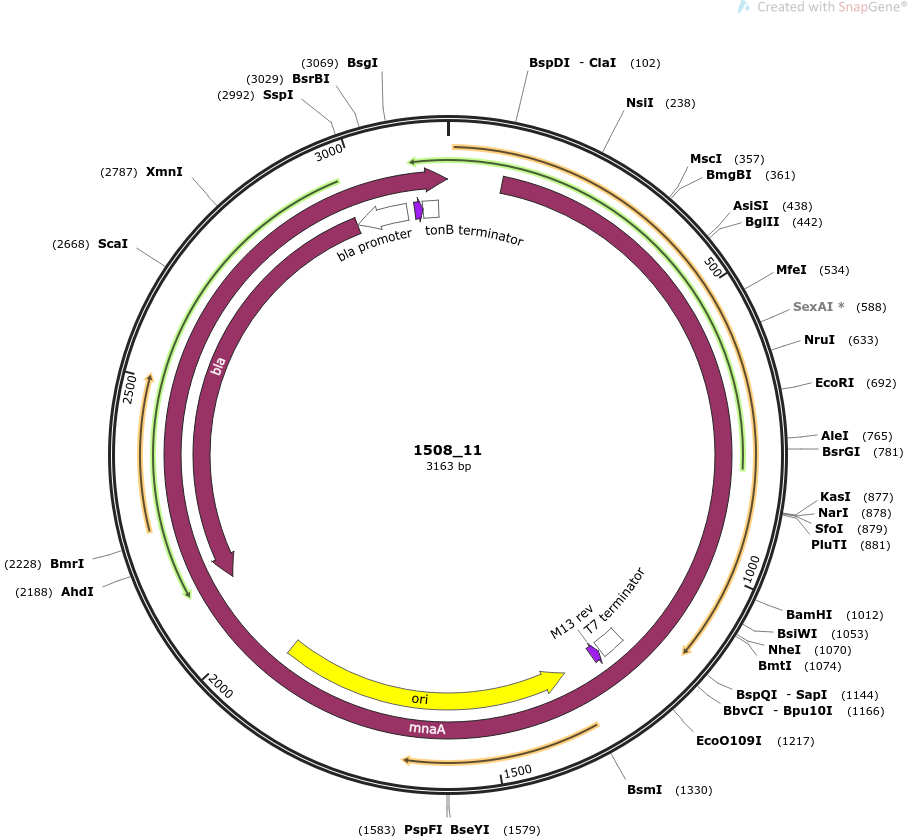 Created with SnapGene®
(3069) BsgI
(3029) BsrBI
(2992) SspI
(2787) XmnI
(2668) ScaI
(2228) BmrI
(2188) AhdI
BspDI - ClaI (102)
NsiI (238)
MscI (357)
BmgBI (361)
AsiSI (438)
BglII (442)
MfeI (534)
SexAI * (588)
NruI (633)
EcoRI (692)
AleI (765)
BsrGI (781)
KasI (877)
NarI (878)
SfoI (879)
PluTI (881)
BamHI (1012)
BsiWI (1053)
NheI (1070)
BmtI (1074)
BspQI - SapI (1144)
BbvCI - Bpu10I (1166)
EcoO109I (1217)
BsmI (1330)
(1583) PspFI BseYI (1579)
500
1000
1500
2000
2500
3000
bla promoter
tonB terminator
bla
1508_11
3163 bp
M13 rev
T7 terminator
ori
mnaA